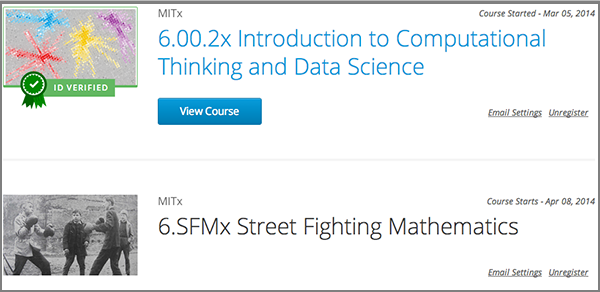 MITx
Course Started - Mar 05, 2014
6.00.2x Introduction to Computational
Thinking and Data Science
ID VERIFIED
View Course
Email Settings Unregister
MITx
Course Starts - Apr 08, 2014
6.SFMx Street Fighting Mathematics
Email Settings Unregister